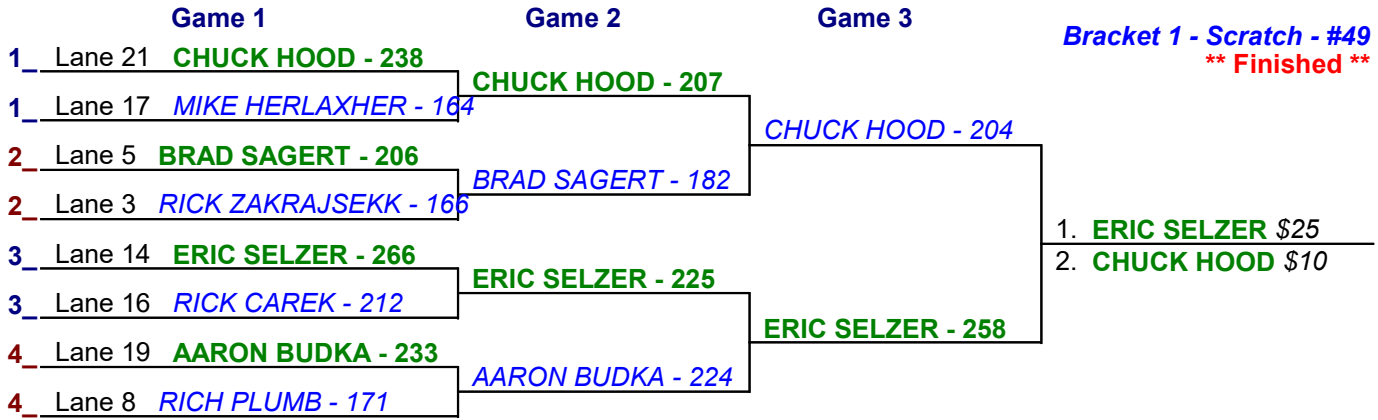 Game 1 Game 2 Game 3
Bracket 1 - Scratch - #49
** Finished **
1_ Lane 21 CHUCK HOOD - 238
CHUCK HOOD - 207
1_ Lane 17 MIKE HERLAXHER - 164
CHUCK HOOD - 204
2_ Lane 5 BRAD SAGERT - 206
BRAD SAGERT - 182
2_ Lane 3 RICK ZAKRAJSEKK - 166
1. ERIC SELZER $25
3_ Lane 14 ERIC SELZER - 266
2. CHUCK HOOD $10
ERIC SELZER - 225
3_ Lane 16 RICK CAREK - 212
ERIC SELZER - 258
4_ Lane 19 AARON BUDKA - 233
AARON BUDKA - 224
4_ Lane 8 RICH PLUMB - 171